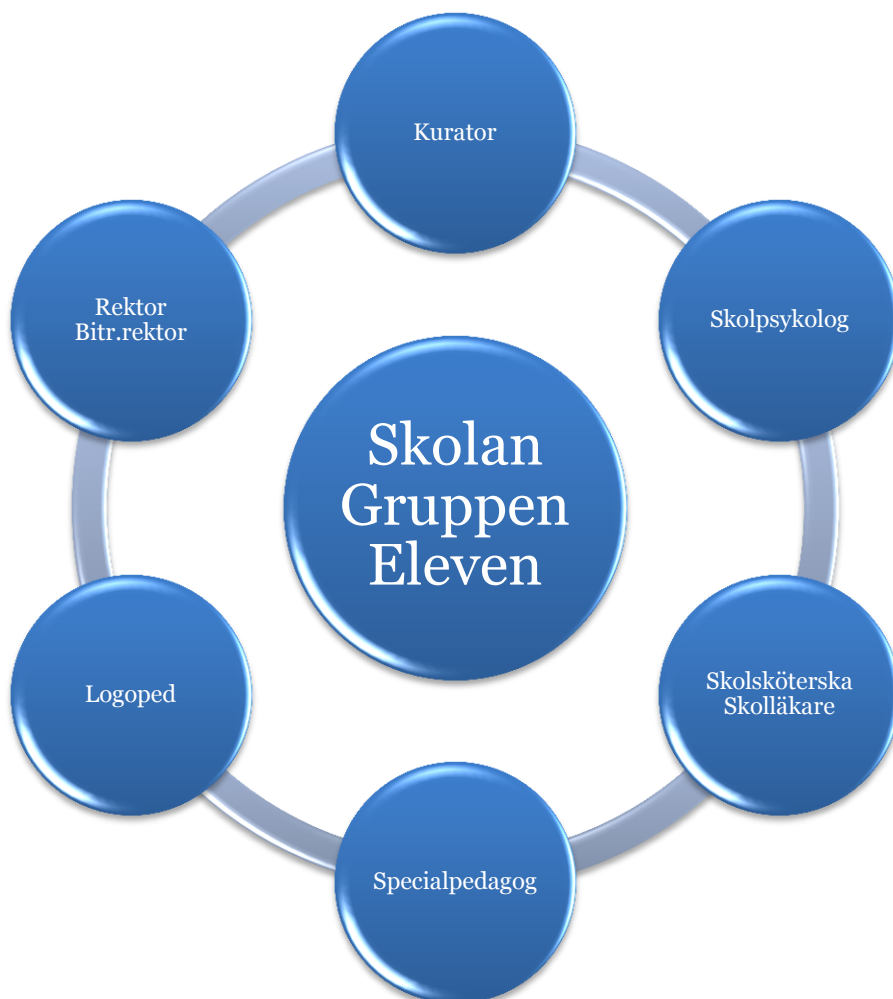 Kurator
Rektor
Bitr.rektor
Skolpsykolog
Skolan
Gruppen
Eleven
Logoped
Skolsköterska
Skolläkare
Specialpedagog